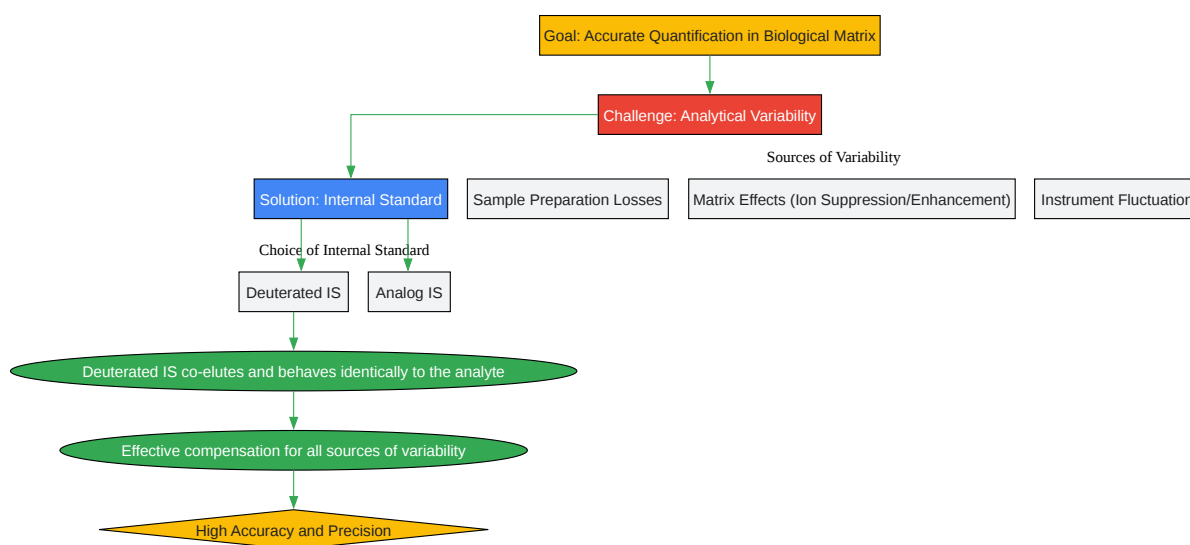 Goal: Accurate Quantification in Biological Matrix
Challenge: Analytical Variability
Sources of Variability
Solution: Internal Standard
Sample Preparation Losses
Matrix Effects (Ion Suppression/Enhancement)
Instrument Fluctuation
Choice of Internal Standard
Deuterated IS
Analog IS
Deuterated IS co-elutes and behaves identically to the analyte
Effective compensation for all sources of variability
High Accuracy and Precision